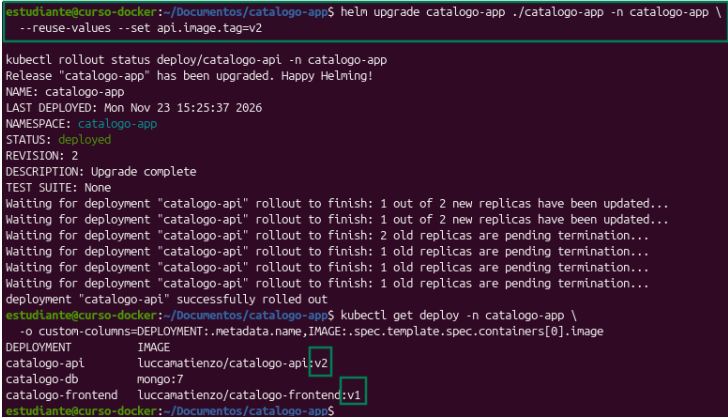 estudiante@curso-docker:~/Documentos/catalogo-app$ helm upgrade catalogo-app ./catalogo-app -n catalogo-app \
  --reuse-values --set api.image.tag=v2
kubectl rollout status deploy/catalogo-api -n catalogo-app
Release "catalogo-app" has been upgraded. Happy Helming!
NAME: catalogo-app
LAST DEPLOYED: Mon Nov 23 15:25:37 2026
NAMESPACE: catalogo-app
STATUS: deployed
REVISION: 2
DESCRIPTION: Upgrade complete
TEST SUITE: None
Waiting for deployment "catalogo-api" rollout to finish: 1 out of 2 new replicas have been updated...
Waiting for deployment "catalogo-api" rollout to finish: 1 out of 2 new replicas have been updated...
Waiting for deployment "catalogo-api" rollout to finish: 2 old replicas are pending termination...
Waiting for deployment "catalogo-api" rollout to finish: 1 old replicas are pending termination...
Waiting for deployment "catalogo-api" rollout to finish: 1 old replicas are pending termination...
Waiting for deployment "catalogo-api" rollout to finish: 1 old replicas are pending termination...
deployment "catalogo-api" successfully rolled out
estudiante@curso-docker:~/Documentos/catalogo-app$ kubectl get deploy -n catalogo-app \
  -o custom-columns=DEPLOYMENT:.metadata.name,IMAGE:.spec.template.spec.containers[0].image
DEPLOYMENT          IMAGE
catalogo-api        luccamatienzo/catalogo-api:v2
catalogo-db         mongo:7
catalogo-frontend   luccamatienzo/catalogo-frontend:v1
estudiante@curso-docker:~/Documentos/catalogo-app$